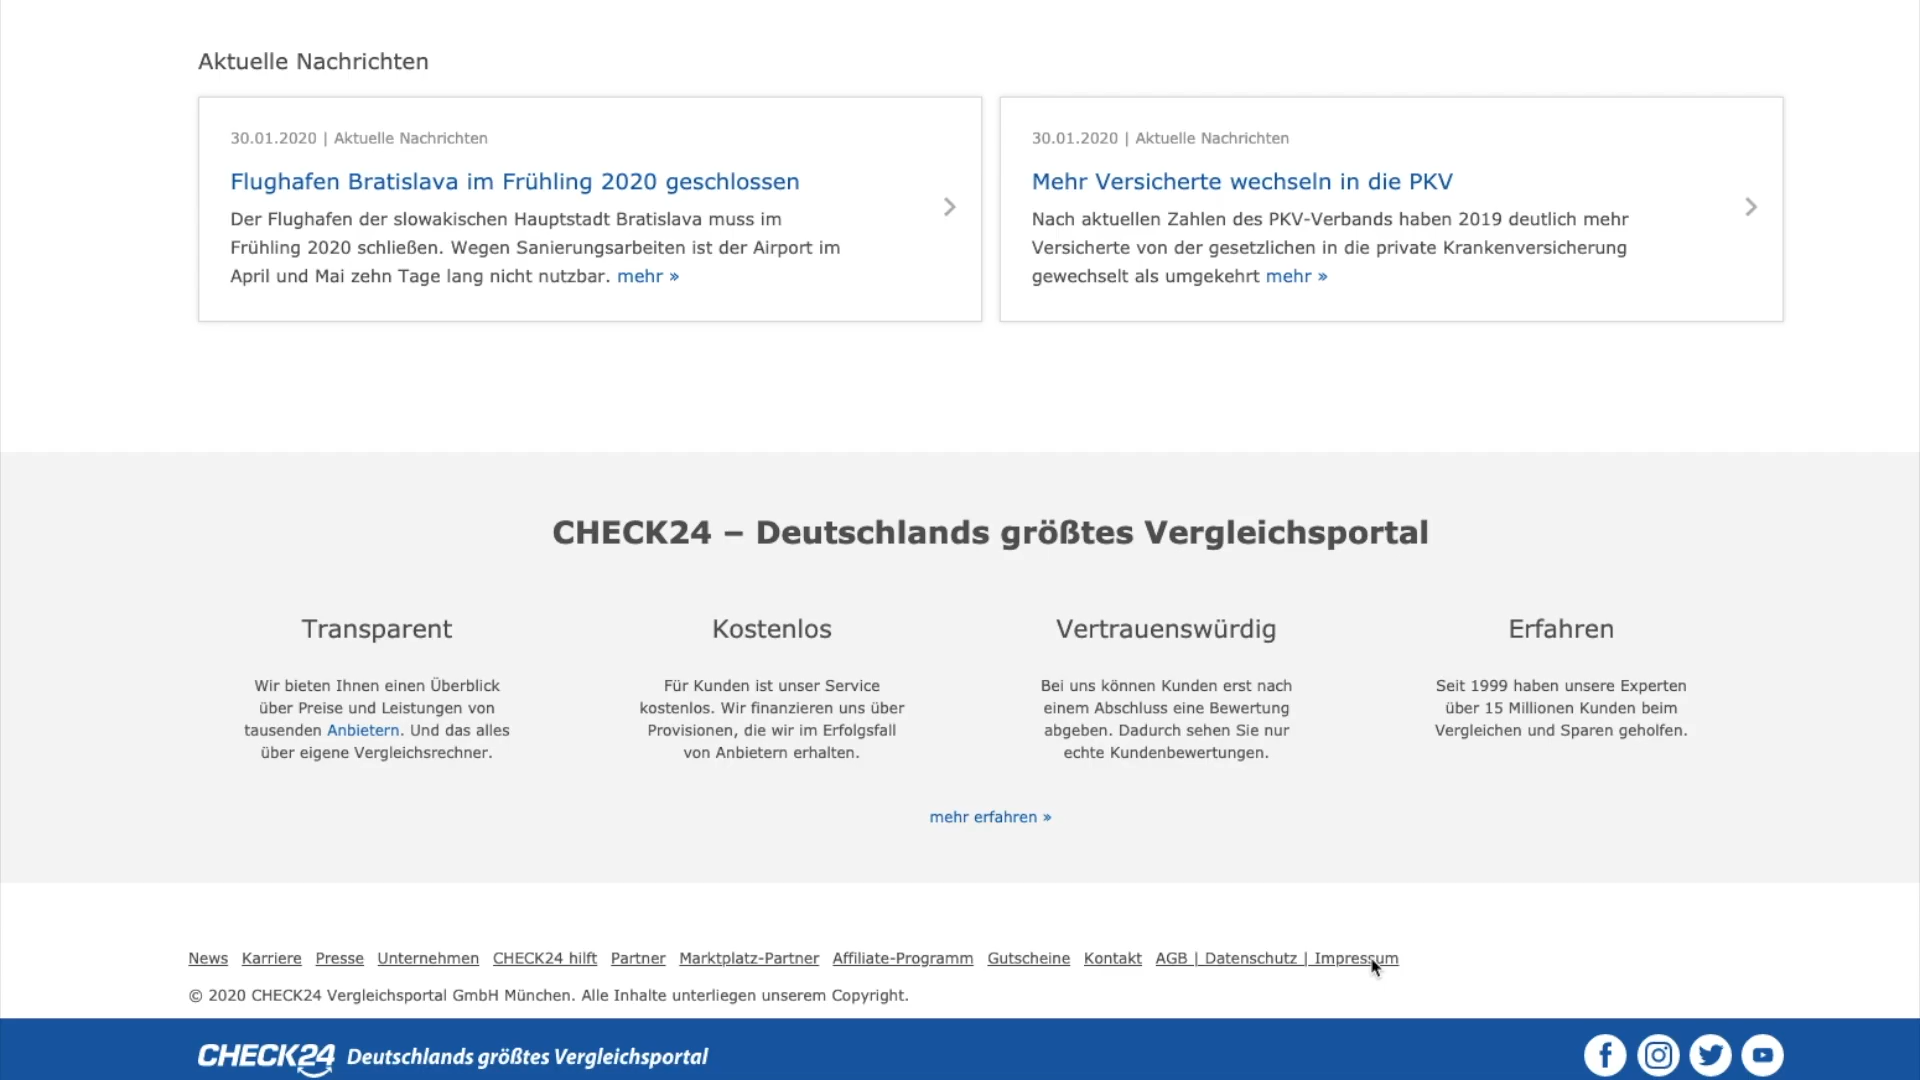 Aktuelle Nachrichten
30.01.2020 | Aktuelle Nachrichten
Flughafen Bratislava im Frühling 2020 geschlossen
Der Flughafen der slowakischen Hauptstadt Bratislava muss im
Frühling 2020 schließen. Wegen Sanierungsarbeiten ist der Airport im
April und Mai zehn Tage lang nicht nutzbar. mehr »
30.01.2020 | Aktuelle Nachrichten
Mehr Versicherte wechseln in die PKV
Nach aktuellen Zahlen des PKV-Verbands haben 2019 deutlich mehr
Versicherte von der gesetzlichen in die private Krankenversicherung
gewechselt als umgekehrt mehr »
CHECK24 – Deutschlands größtes Vergleichsportal
Transparent
Wir bieten Ihnen einen Überblick
über Preise und Leistungen von
tausenden Anbietern. Und das alles
über eigene Vergleichsrechner.
Kostenlos
Für Kunden ist unser Service
kostenlos. Wir finanzieren uns über
Provisionen, die wir im Erfolgsfall
von Anbietern erhalten.
Vertrauenswürdig
Bei uns können Kunden erst nach
einem Abschluss eine Bewertung
abgeben. Dadurch sehen Sie nur
echte Kundenbewertungen.
Erfahren
Seit 1999 haben unsere Experten
über 15 Millionen Kunden beim
Vergleichen und Sparen geholfen.
mehr erfahren »
News Karriere Presse Unternehmen CHECK24 hilft Partner Marktplatz-Partner Affiliate-Programm Gutscheine Kontakt AGB | Datenschutz | Impressum
© 2020 CHECK24 Vergleichsportal GmbH München. Alle Inhalte unterliegen unserem Copyright.
CHECK24 Deutschlands größtes Vergleichsportal